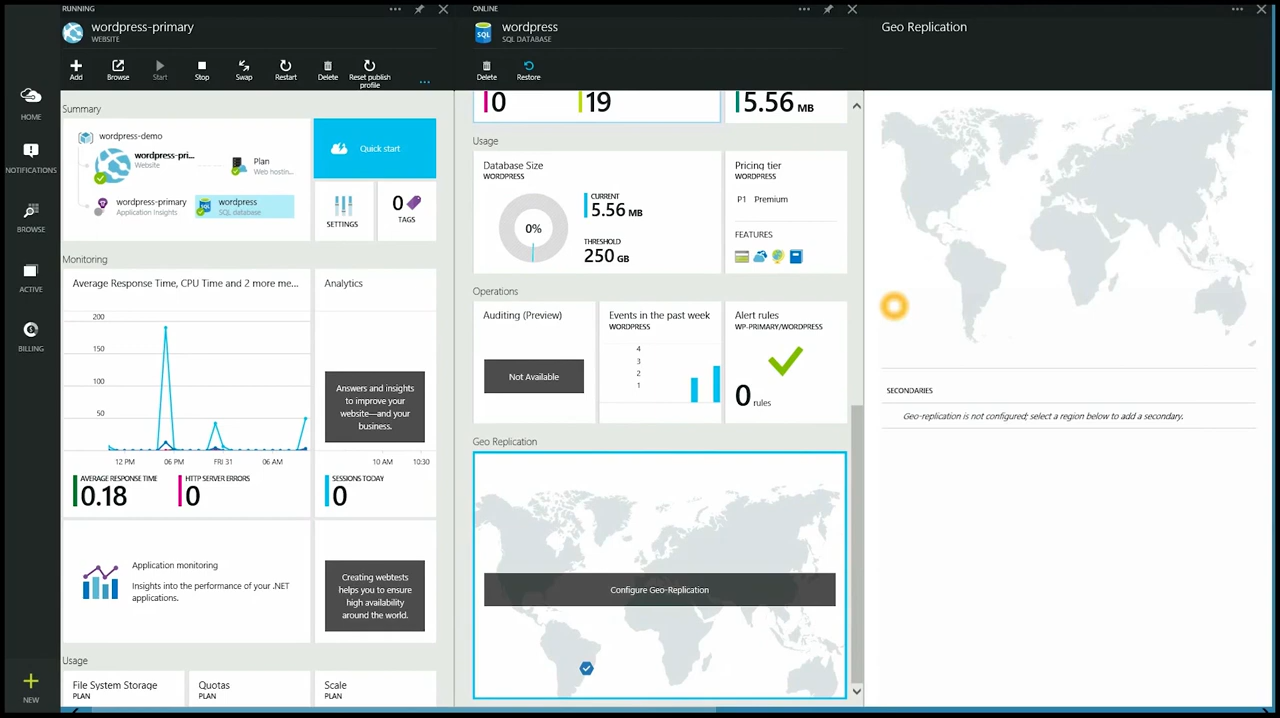 HOME
NOTIFICATIONS
BROWSE
ACTIVE
BILLING
NEW
RUNNING
wordpress-primary
WEBSITE
Add
Browse
Start
Stop
Swap
Restart
Delete
Reset publish
profile
Summary
wordpress-demo
wordpress-pri...
Website
Plan
Web hostin...
wordpress-primary
Application Insights
wordpress
SQL database
Quick start
SETTINGS
0
TAGS
Monitoring
Average Response Time, CPU Time and 2 more me...
200
150
100
50
12 PM
06 PM
FRI 31
06 AM
AVERAGE RESPONSE TIME
0.18
HTTP SERVER ERRORS
0
Analytics
Answers and insights
to improve your
website—and your
business.
10 AM
10:30
SESSIONS TODAY
0
Application monitoring
Insights into the performance of your .NET
applications.
Creating webtests
helps you to ensure
high availability
around the world.
Usage
File System Storage
PLAN
Quotas
PLAN
Scale
PLAN
ONLINE
SQL
wordpress
SQL DATABASE
Delete
Restore
0
19
5.56 MB
Usage
Database Size
WORDPRESS
0%
CURRENT
5.56 MB
THRESHOLD
250 GB
Pricing tier
WORDPRESS
P1 Premium
FEATURES
Operations
Auditing (Preview)
Not Available
Events in the past week
WORDPRESS
4
3
2
1
Alert rules
WP-PRIMARY/WORDPRESS
0 rules
Geo Replication
Configure Geo-Replication
Geo Replication
SECONDARIES
Geo-replication is not configured; select a region below to add a secondary.